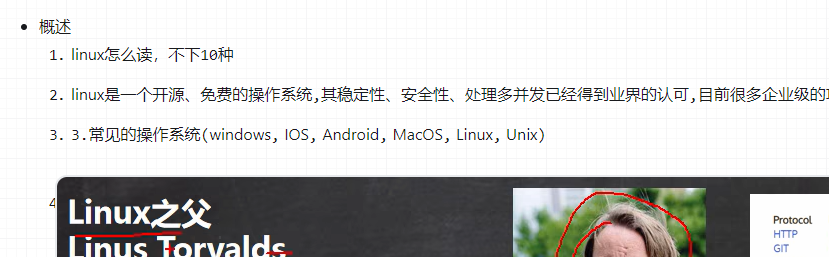 概述
1. linux怎么读，不下10种
2. linux是一个开源、免费的操作系统,其稳定性、安全性、处理多并发已经得到业界的认可,目前很多企业级的
3. 3.常见的操作系统(windows, IOS, Android, MacOS, Linux, Unix)
4
Linux之父
Linus Torvalds
Protocol
HTTP
GIT